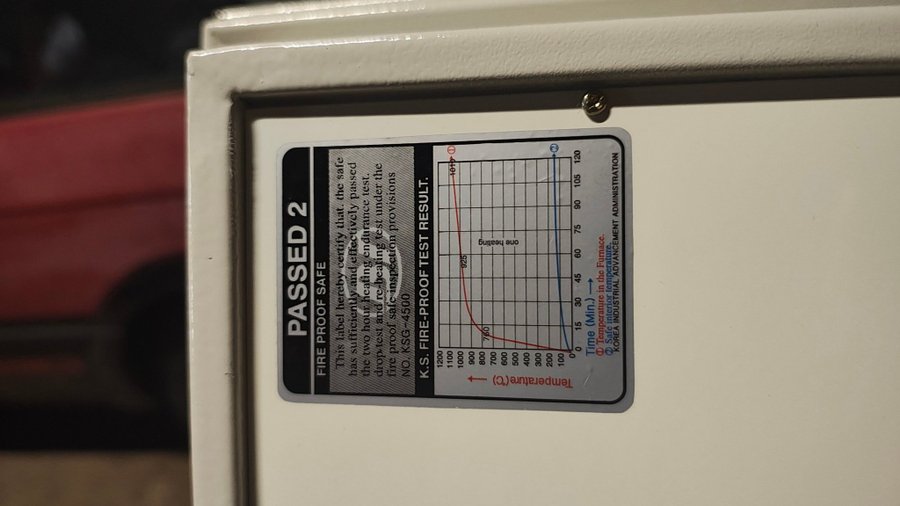 PASSED 2
FIRE PROOF SAFE
This label hereby certify that, the safe
has sufficiently and effectively passed
the two hour heating endurance test,
drop-test and re-heating test under the
fire proof safe inspection provisions
NO. KSG-4500
K.S. FIRE-PROOF TEST RESULT.
Temperature(℃)
1200
1100
1000
900
800
700
600
500
400
300
200
100
0
760
925
1010
①
one heating
②
0 15 30 45 60 75 90 105 120
Time (Min.) →
① Temperature in the Furnace.
② Safe interior temperature.
KOREA INDUSTRIAL ADVANCEMENT ADMINISTRATION